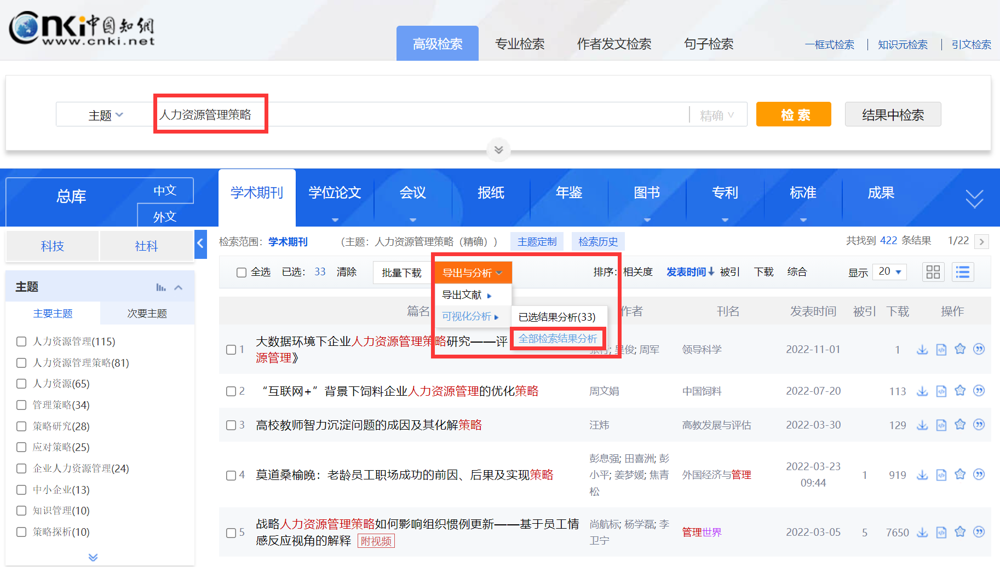 cnki中国知網
www.cnki.net
高级检索 专业检索 作者发文检索 句子检索 一框式检索 | 知识元检索 | 引文检索
主题 人力资源管理策略 精确 检索 结果中检索
总库 中文 外文
学术期刊 学位论文 会议 报纸 年鉴 图书 专利 标准 成果
科技 社科
检索范围：学术期刊 （主题：人力资源管理策略（精确）） 主题定制 检索历史 共找到 422 条结果 1/22 >
全选 已选：33 清除 批量下载 导出与分析 排序：相关度 发表时间↓ 被引 下载 综合 显示 20
导出文献
可视化分析 已选结果分析(33)
全部检索结果分析
主题
主要主题 次要主题
人力资源管理(115)
人力资源管理策略(81)
人力资源(65)
管理策略(34)
策略研究(28)
应对策略(25)
企业人力资源管理(24)
中小企业(13)
知识管理(10)
策略探析(10)
篇名 作者 刊名 发表时间 被引 下载 操作
1 大数据环境下企业人力资源管理策略研究——评
源管理》
吴俊; 周军 领导科学 2022-11-01 1
2 “互联网+”背景下饲料企业人力资源管理的优化策略 周文娟 中国饲料 2022-07-20 113
3 高校教师智力沉淀问题的成因及其化解策略 汪炜 高教发展与评估 2022-03-30 129
4 莫道桑榆晚：老龄员工职场成功的前因、后果及实现策略
彭息强; 田喜洲; 彭
小平; 姜梦媛; 焦青
松
外国经济与管理
2022-03-23
09:44
1 919
5 战略人力资源管理策略如何影响组织惯例更新——基于员工情
感反应视角的解释 附视频
尚航标; 杨学磊; 李
卫宁
管理世界 2022-03-05 5 7650